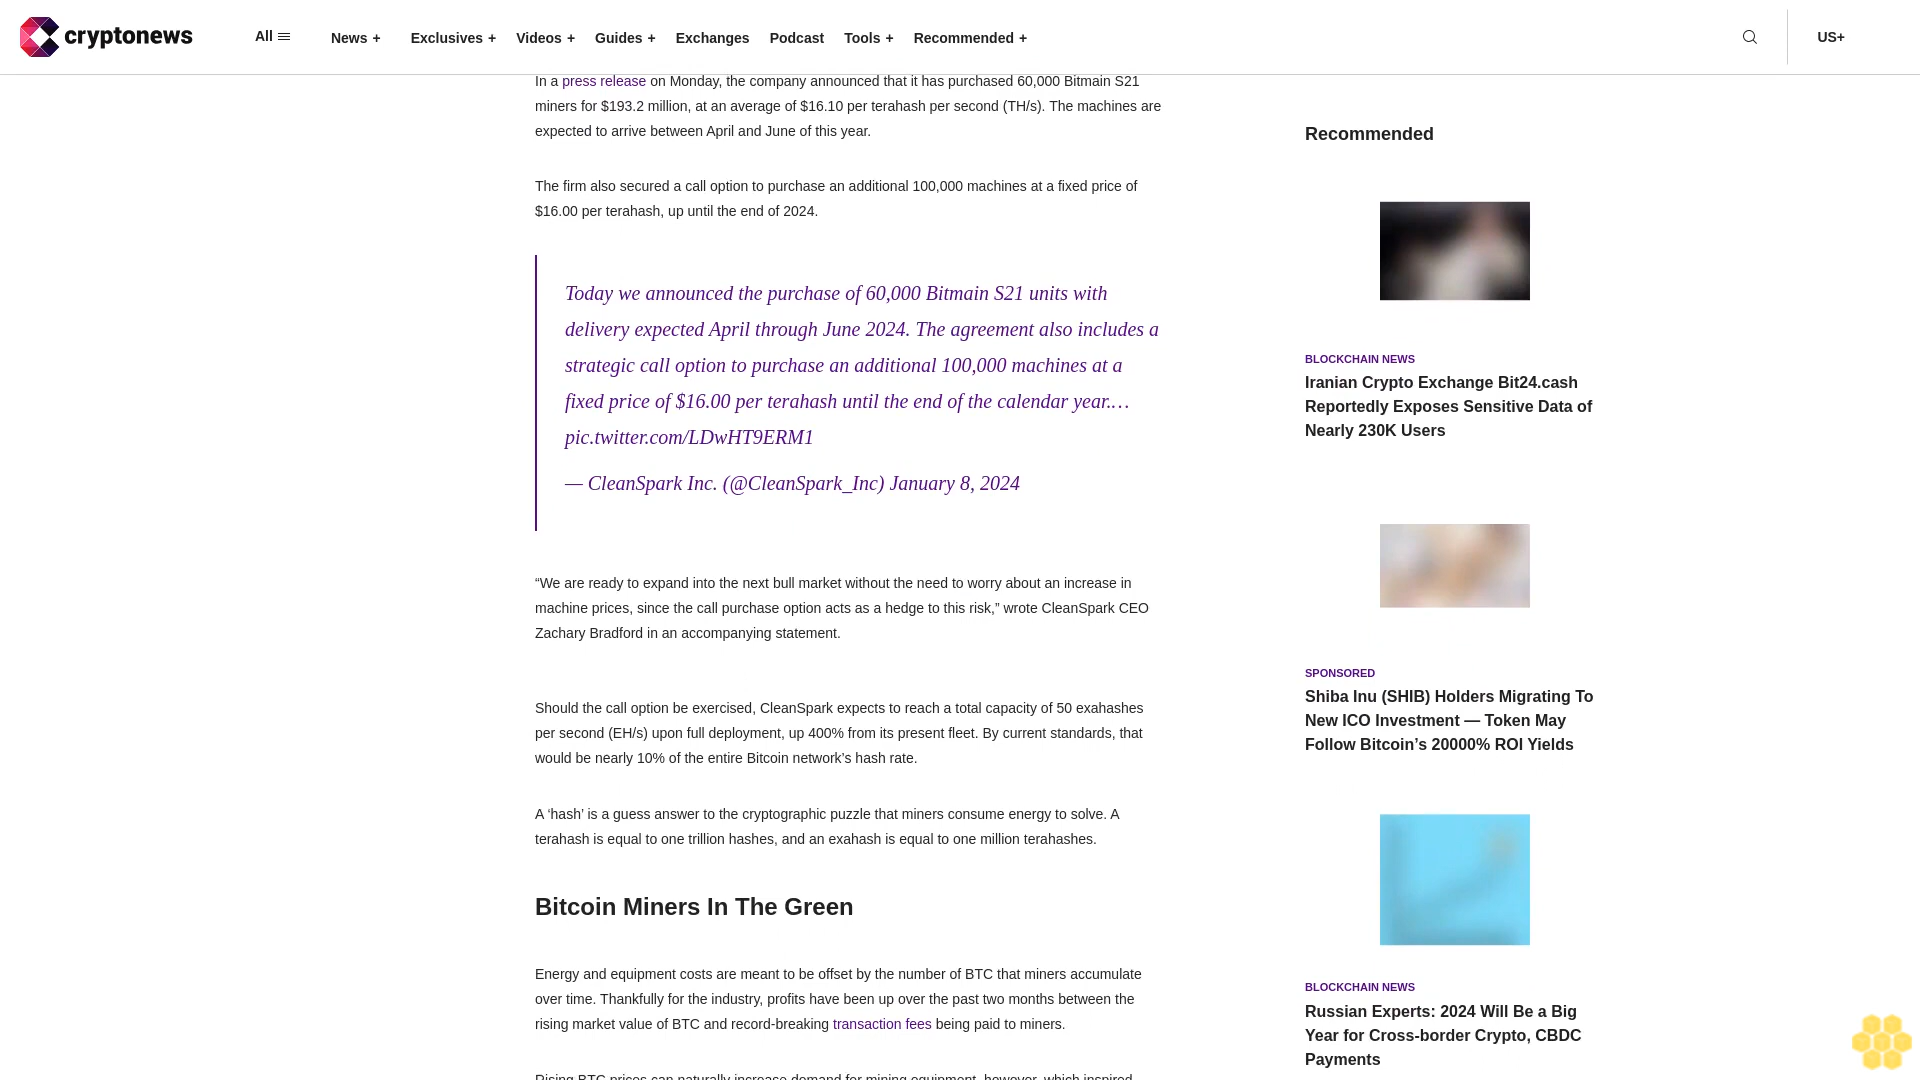 cryptonews
All
News +
Exclusives +
Videos +
Guides +
Exchanges
Podcast
Tools +
Recommended +
US+
In a press release on Monday, the company announced that it has purchased 60,000 Bitmain S21
miners for $193.2 million, at an average of $16.10 per terahash per second (TH/s). The machines are
expected to arrive between April and June of this year.
The firm also secured a call option to purchase an additional 100,000 machines at a fixed price of
$16.00 per terahash, up until the end of 2024.
Today we announced the purchase of 60,000 Bitmain S21 units with
delivery expected April through June 2024. The agreement also includes a
strategic call option to purchase an additional 100,000 machines at a
fixed price of $16.00 per terahash until the end of the calendar year.…
pic.twitter.com/LDwHT9ERM1
— CleanSpark Inc. (@CleanSpark_Inc) January 8, 2024
“We are ready to expand into the next bull market without the need to worry about an increase in
machine prices, since the call purchase option acts as a hedge to this risk,” wrote CleanSpark CEO
Zachary Bradford in an accompanying statement.
Should the call option be exercised, CleanSpark expects to reach a total capacity of 50 exahashes
per second (EH/s) upon full deployment, up 400% from its present fleet. By current standards, that
would be nearly 10% of the entire Bitcoin network’s hash rate.
A ‘hash’ is a guess answer to the cryptographic puzzle that miners consume energy to solve. A
terahash is equal to one trillion hashes, and an exahash is equal to one million terahashes.
Bitcoin Miners In The Green
Energy and equipment costs are meant to be offset by the number of BTC that miners accumulate
over time. Thankfully for the industry, profits have been up over the past two months between the
rising market value of BTC and record-breaking transaction fees being paid to miners.
Rising BTC prices can naturally increase demand for mining equipment, however, which inspired
Recommended
BLOCKCHAIN NEWS
Iranian Crypto Exchange Bit24.cash
Reportedly Exposes Sensitive Data of
Nearly 230K Users
SPONSORED
Shiba Inu (SHIB) Holders Migrating To
New ICO Investment — Token May
Follow Bitcoin’s 20000% ROI Yields
BLOCKCHAIN NEWS
Russian Experts: 2024 Will Be a Big
Year for Cross-border Crypto, CBDC
Payments